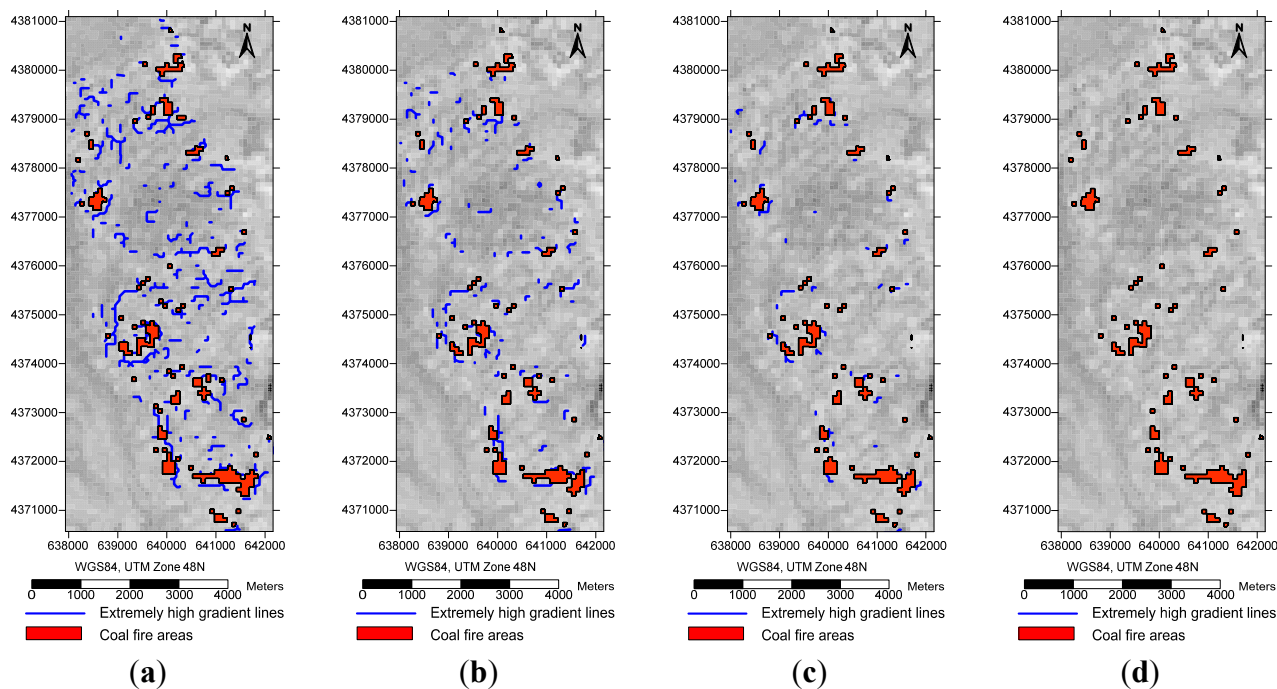 4381000 4381000 4381000 4381000
N N N N
4380000 4380000 4380000 4380000
4379000 4379000 4379000 4379000
4378000 4378000 4378000 4378000
4377000 4377000 4377000 4377000
4376000 4376000 4376000 4376000
4375000 4375000 4375000 4375000
4374000 4374000 4374000 4374000
4373000 4373000 4373000 4373000
4372000 4372000 4372000 4372000
4371000 4371000 4371000 4371000
638000 639000 640000 641000 642000 638000 639000 640000 641000 642000 638000 639000 640000 641000 642000 638000 639000 640000 641000 642000
WGS84, UTM Zone 48N WGS84, UTM Zone 48N WGS84, UTM Zone 48N WGS84, UTM Zone 48N
Meters Meters Meters Meters
0 1000 2000 3000 4000 0 1000 2000 3000 4000 0 1000 2000 3000 4000 0 1000 2000 3000 4000
Extremely high gradient lines Extremely high gradient lines Extremely high gradient lines Extremely high gradient lines
Coal fire areas Coal fire areas Coal fire areas Coal fire areas
(a) (b) (c) (d)